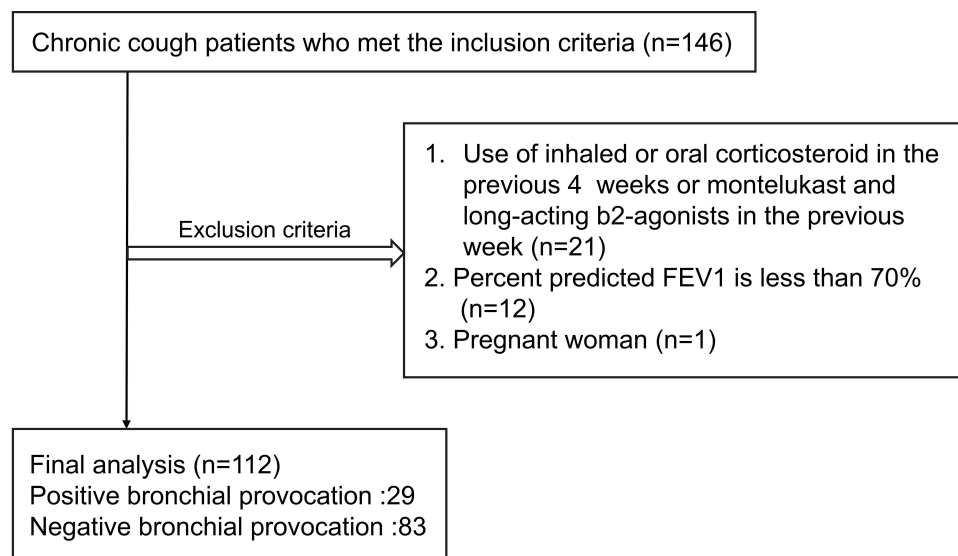 Chronic cough patients who met the inclusion criteria (n=146)
Exclusion criteria
1. Use of inhaled or oral corticosteroid in the
previous 4 weeks or montelukast and
long-acting b2-agonists in the previous
week (n=21)
2. Percent predicted FEV1 is less than 70%
(n=12)
3. Pregnant woman (n=1)
Final analysis (n=112)
Positive bronchial provocation :29
Negative bronchial provocation :83